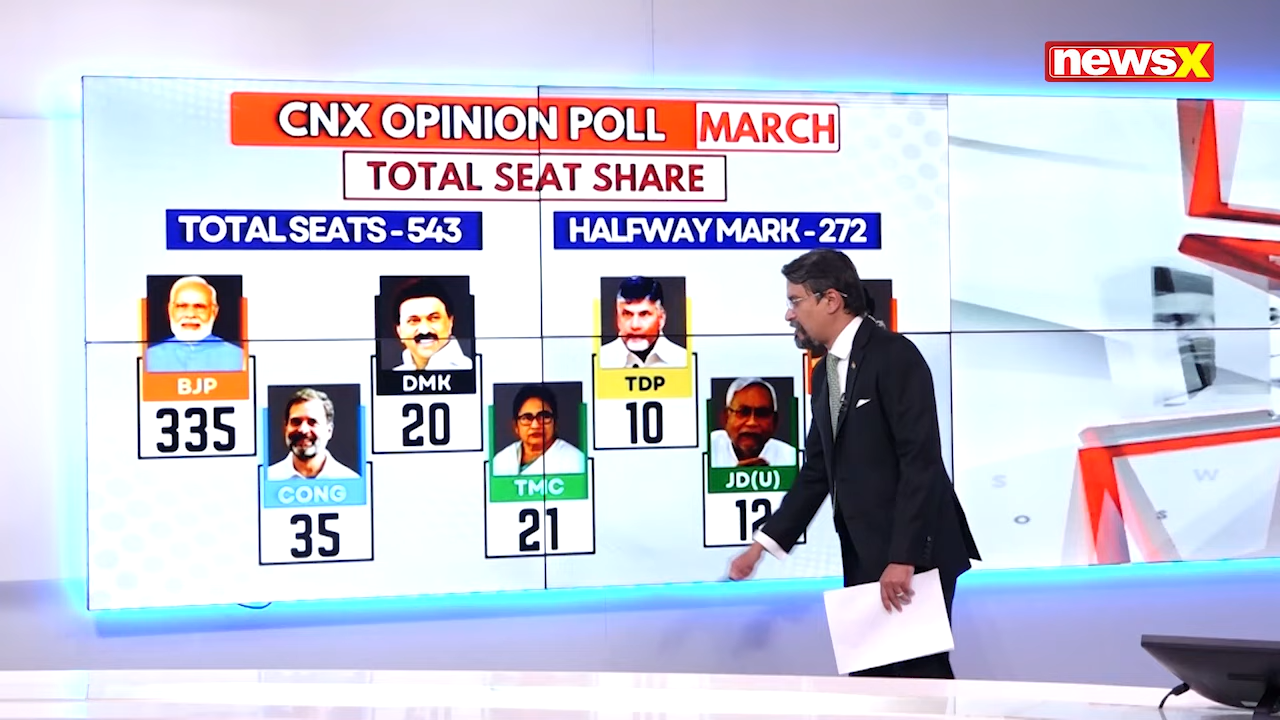 newsX
CNX OPINION POLL MARCH
TOTAL SEAT SHARE
TOTAL SEATS - 543
HALFWAY MARK - 272
BJP
335
CONG
35
DMK
20
TMC
21
TDP
10
JD(U)
12
S
W
O
S